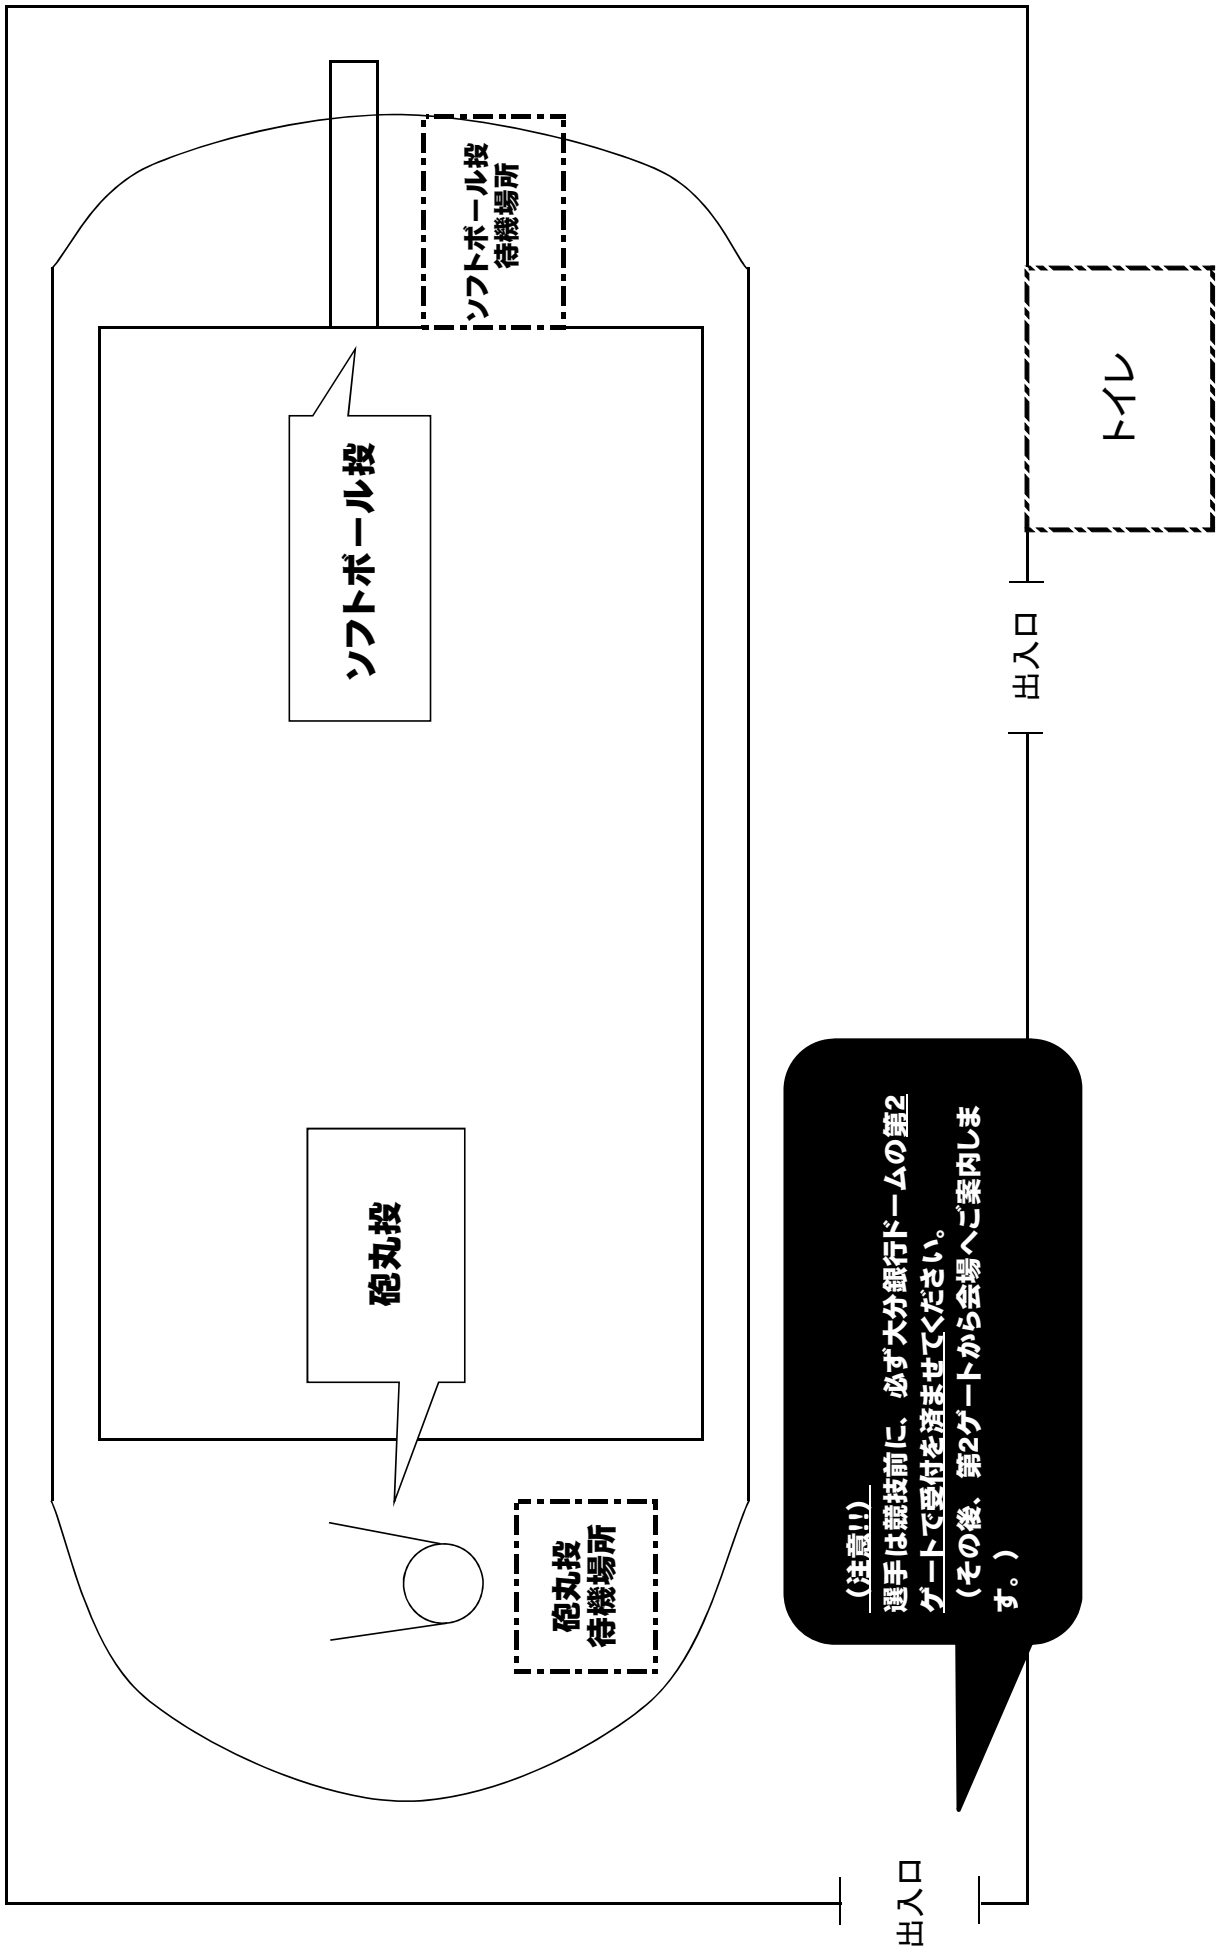 ソフトボール投
待機場所
トイレ
ソフトボール投
出入口
砲丸投
(注意!!)
選手は競技前に、必ず大分銀行ドームの第2
ゲートで受付を済ませてください。
(その後、第2ゲートから会場へご案内しま
す。)
砲丸投
待機場所
出入口